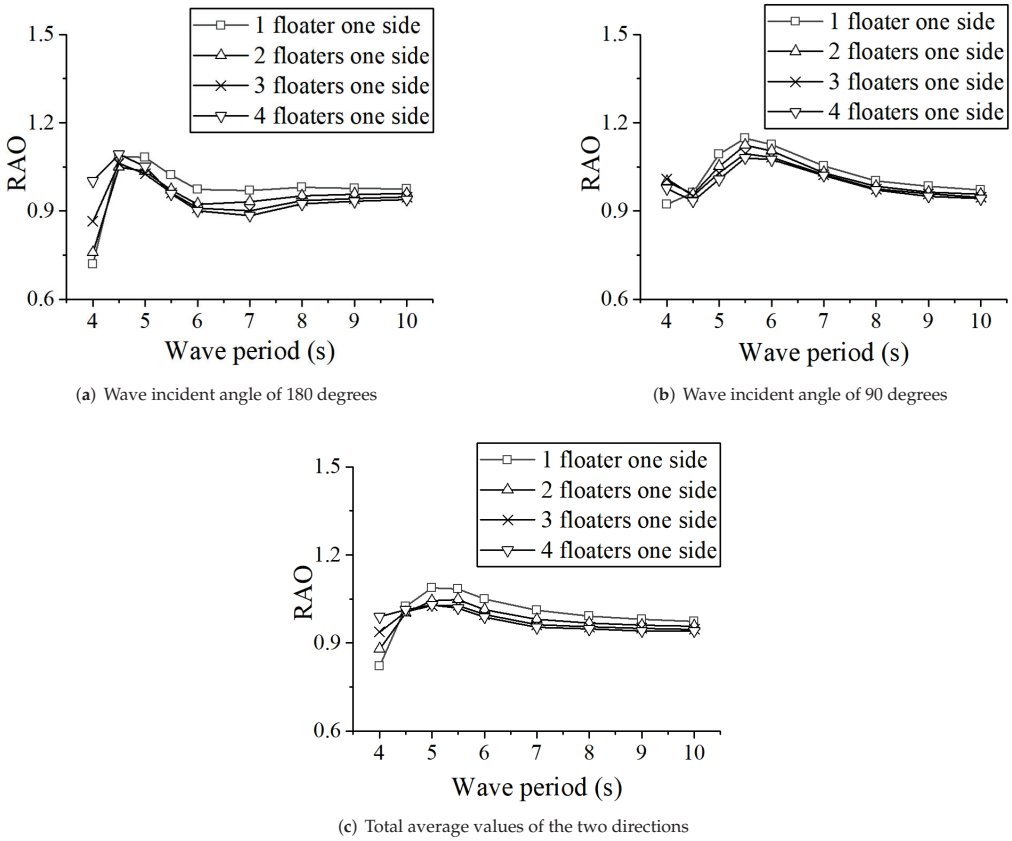 1 floater one side
2 floaters one side
3 floaters one side
4 floaters one side
1.5
1.2
0.9
0.6
RAO
4 5 6 7 8 9 10
Wave period (s)
(a) Wave incident angle of 180 degrees
1 floater one side
2 floaters one side
3 floaters one side
4 floaters one side
1.5
1.2
0.9
0.6
RAO
4 5 6 7 8 9 10
Wave period (s)
(b) Wave incident angle of 90 degrees
1 floater one side
2 floaters one side
3 floaters one side
4 floaters one side
1.5
1.2
0.9
0.6
RAO
4 5 6 7 8 9 10
Wave period (s)
(c) Total average values of the two directions